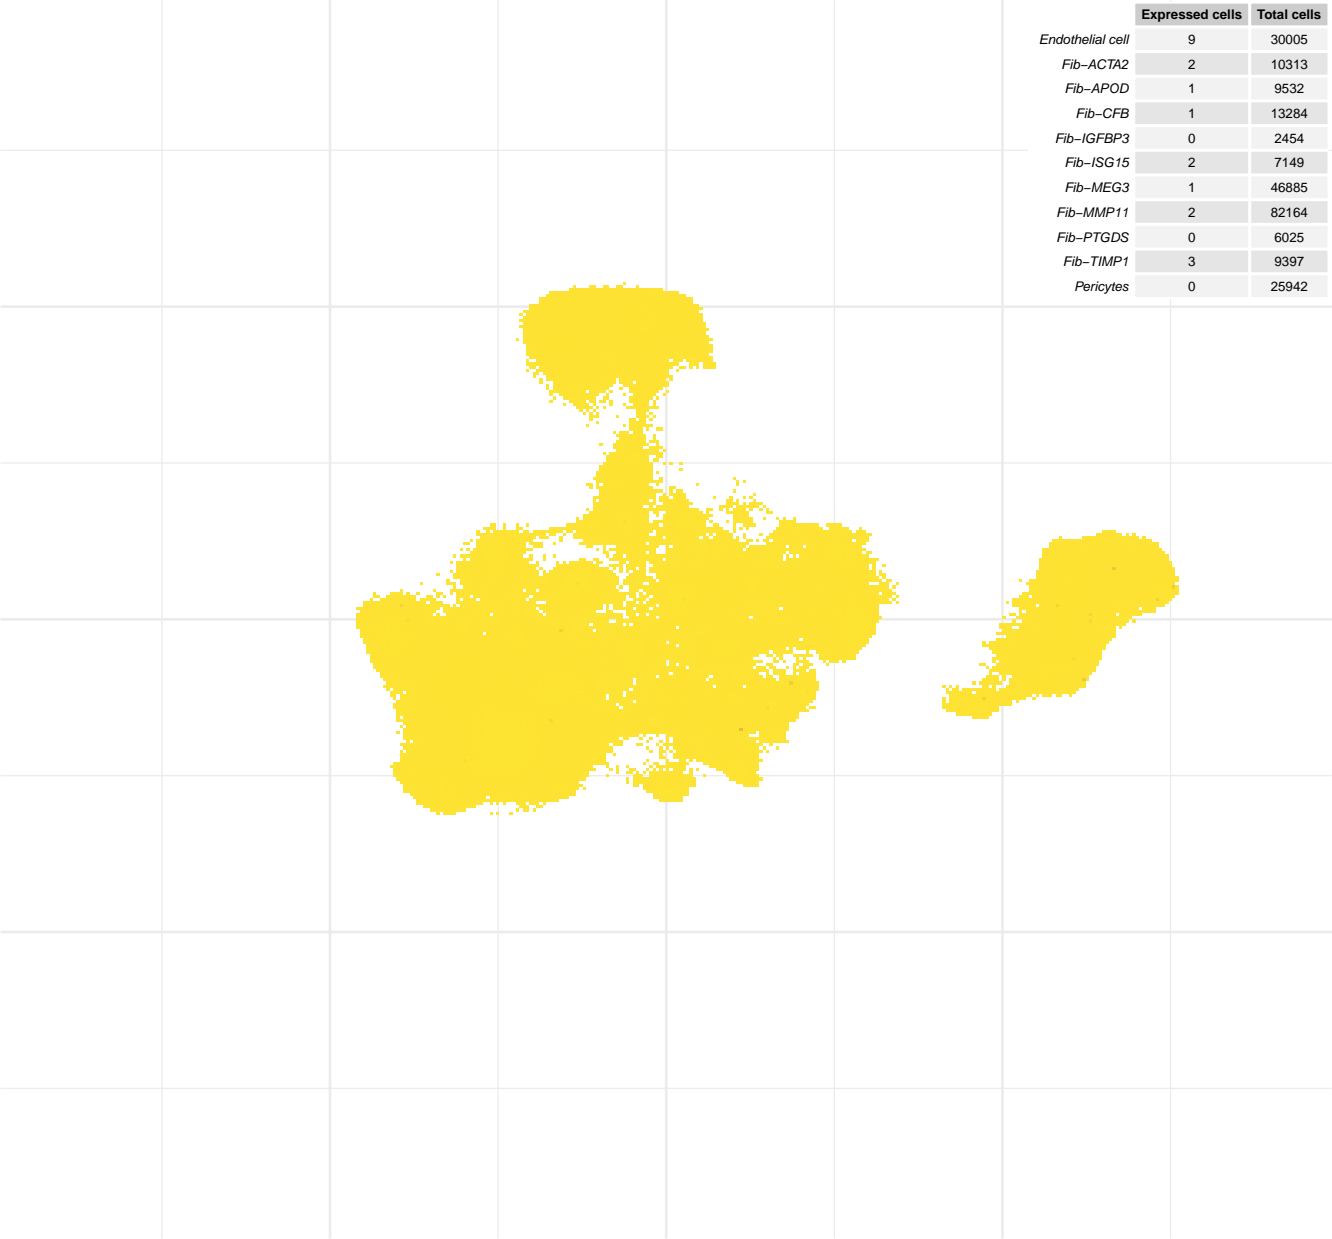 Expressed cells Total cells
Endothelial cell 9 30005
Fib−ACTA2 2 10313
Fib−APOD 1 9532
Fib−CFB 1 13284
Fib−IGFBP3 0 2454
Fib−ISG15 2 7149
Fib−MEG3 1 46885
Fib−MMP11 2 82164
Fib−PTGDS 0 6025
Fib−TIMP1 3 9397
Pericytes 0 25942